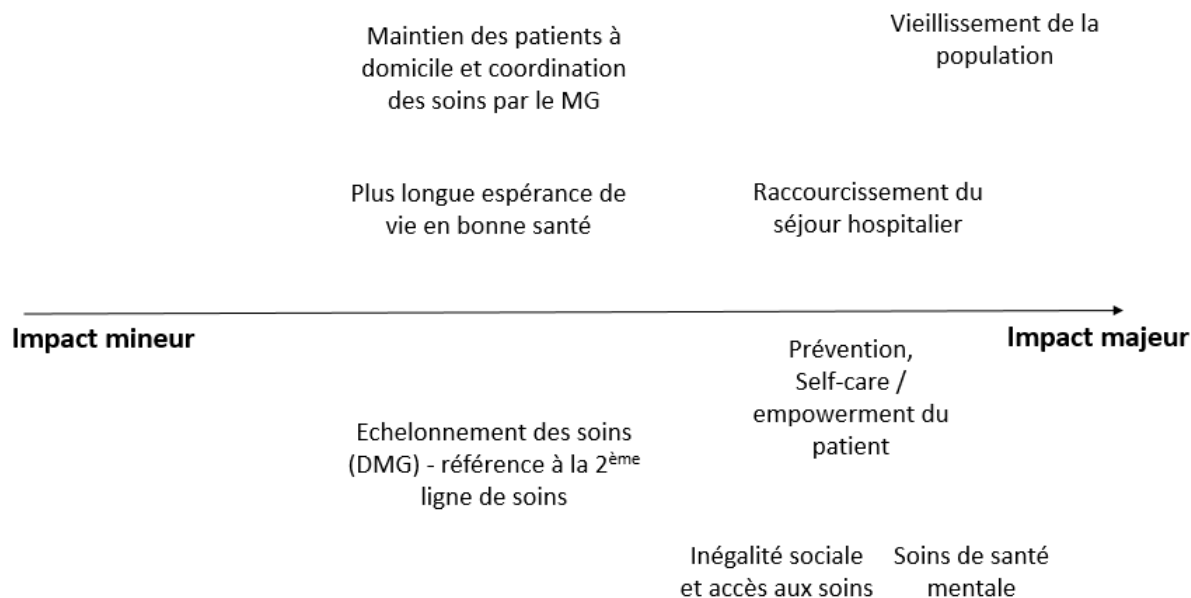 Maintien des patients à
domicile et coordination
des soins par le MG
Vieillissement de la
population
Plus longue espérance de
vie en bonne santé
Raccourcissement du
séjour hospitalier
Impact mineur
Impact majeur
Prévention,
Self-care /
empowerment du
patient
Echelonnement des soins
(DMG) - référence à la 2ème
ligne de soins
Inégalité sociale
et accès aux soins
Soins de santé
mentale